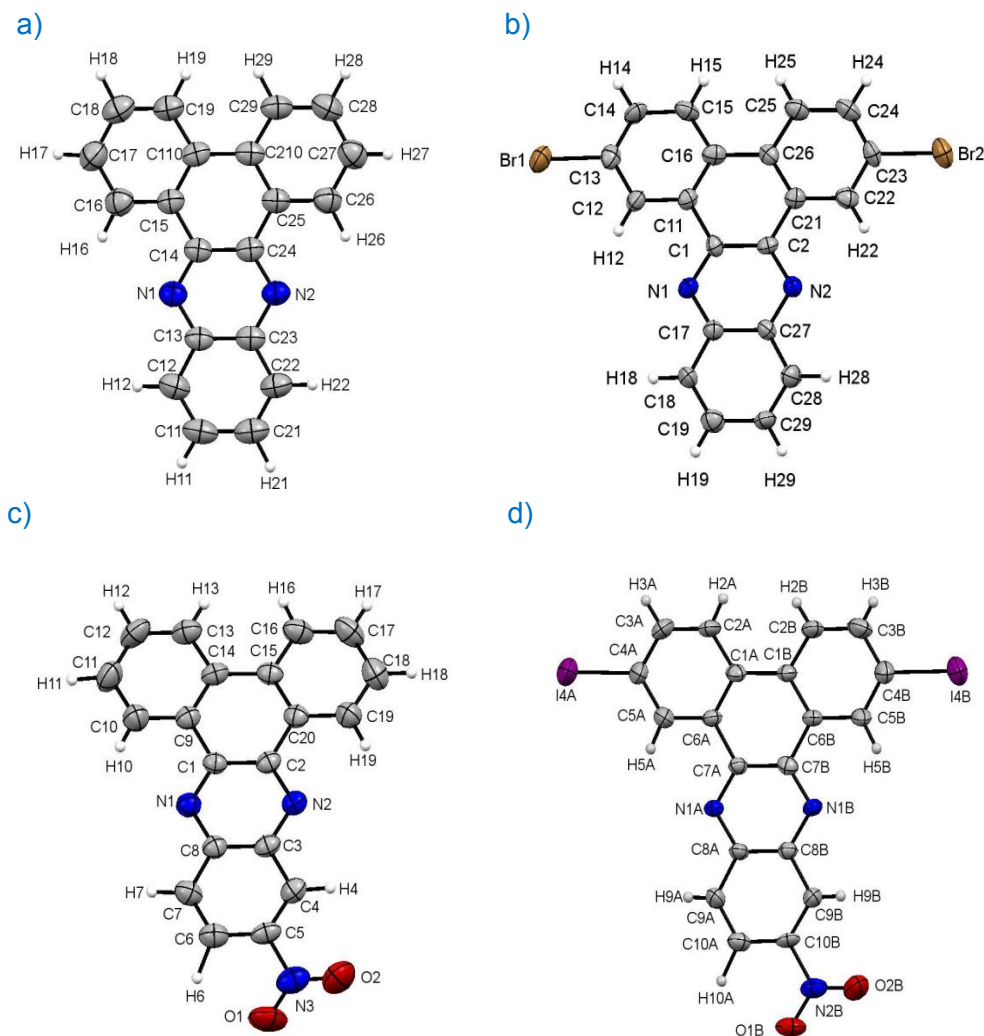 a)
b)
H18 H19 H29 H28
C18 C19 C29 C28
H17 C17 C110 C210 C27 H27
C16 C15 C25 C26
H16 C14 C24 H26
N1 N2
C13 C23
C12 C22
H12 H22
C11 C21
H11 H21
H14 H15 H25 H24
C14 C15 C25 C24
Br1 C13 C16 C26 C23 Br2
C12 C11 C21 C22
H12 C1 C2 H22
N1 N2
C17 C27
H18 H28
C18 C28
C19 C29
H19 H29
c)
d)
H12 H13 H16 H17
C12 C13 C16 C17
C11 C14 C15 C18 H18
H11
C10 C9 C20 C19
H10 C1 C2 H19
N1 N2
C8 C3
H7 H4
C7 C4
C6 C5
H6 N3 O2
O1
H3A H2A H2B H3B
C3A C2A C2B C3B
C4A C1A C1B C4B
I4A I4B
C5A C6A C6B C5B
H5A C7A C7B H5B
N1A N1B
C8A C8B
H9A H9B
C9A C9B
C10A C10B
H10A N2B O2B
O1B